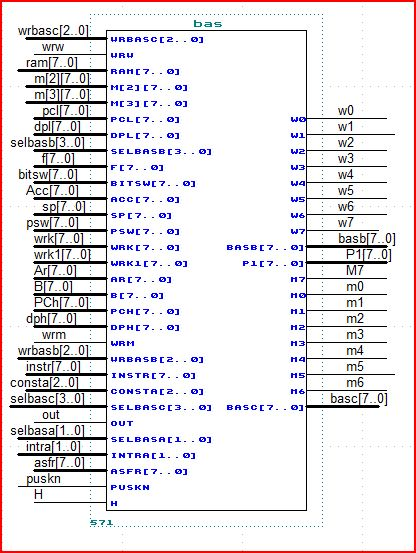 bas
wrbasc[2..0]
WRBASC[2..0]
wrw
WRW
ram[7..0]
RAM[7..0]
m[2][7..0]
M[2][7..0]
m[3][7..0]
M[3][7..0]
pcl[7..0]
PCL[7..0]
W0
w0
dpl[7..0]
DPL[7..0]
W1
w1
selbasb[3..0]
SELBASB[3..0]
W2
w2
f[7..0]
F[7..0]
W3
w3
bitsw[7..0]
BITSW[7..0]
W4
w4
Acc[7..0]
ACC[7..0]
W5
w5
sp[7..0]
SP[7..0]
W6
w6
psw[7..0]
PSW[7..0]
W7
w7
wrk[7..0]
WRK[7..0]
BASB[7..0]
basb[7..0]
wrk1[7..0]
WRK1[7..0]
P1[7..0]
P1[7..0]
Ar[7..0]
AR[7..0]
M7
M7
B[7..0]
B[7..0]
M0
m0
PCh[7..0]
PCH[7..0]
M1
m1
dph[7..0]
DPH[7..0]
M2
m2
wrm
WRM
M3
m3
wrbasb[2..0]
WRBASB[2..0]
M4
m4
instr[7..0]
INSTR[7..0]
M5
m5
consta[2..0]
CONSTA[2..0]
M6
m6
selbasc[3..0]
SELBASC[3..0]
BASC[7..0]
basc[7..0]
out
OUT
selbasa[1..0]
SELBASA[1..0]
intra[1..0]
INTRA[1..0]
asfr[7..0]
ASFR[7..0]
puskn
PUSKN
H
H
571